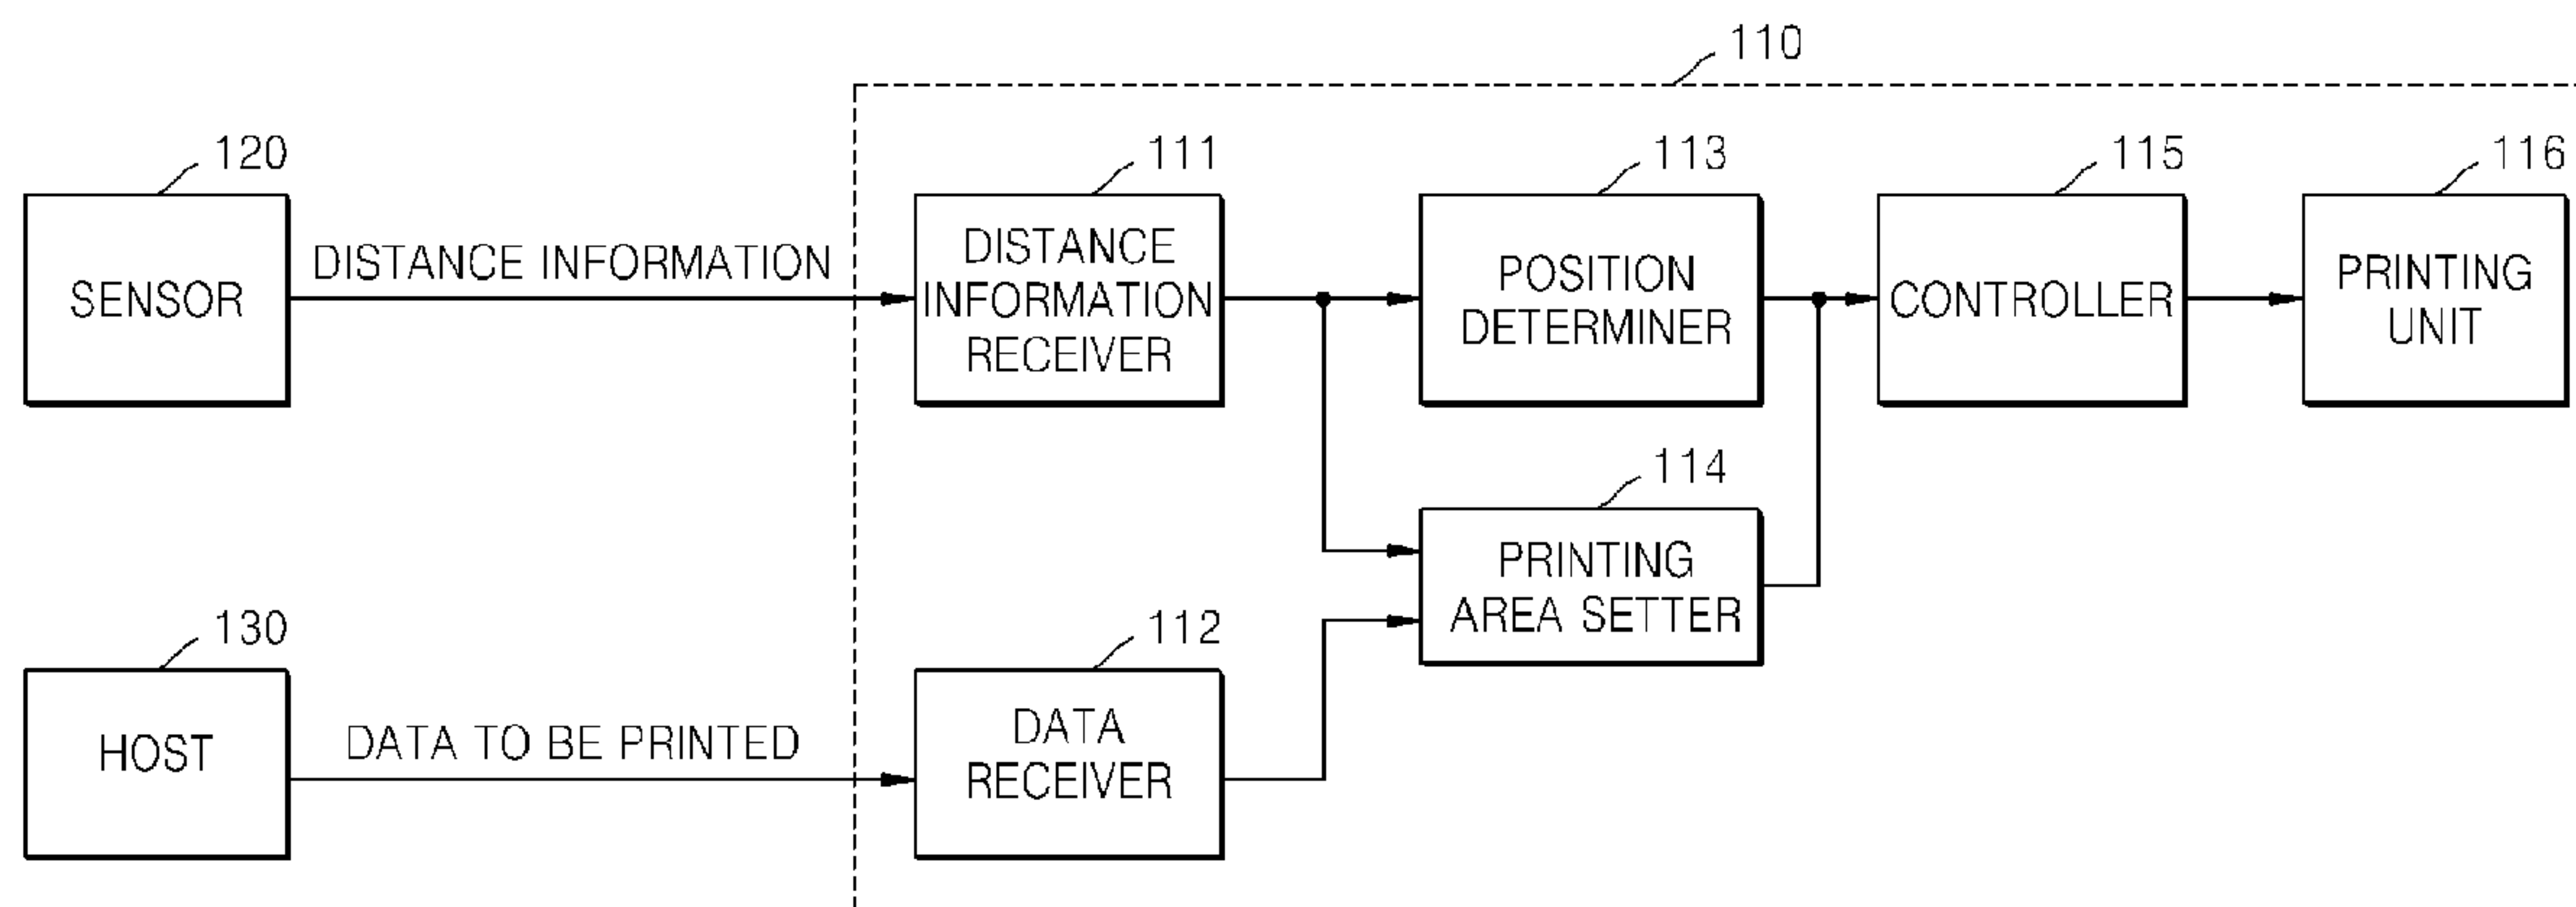 110
120
111
113
115
116
SENSOR
DISTANCE INFORMATION
DISTANCE
INFORMATION
RECEIVER
POSITION
DETERMINER
CONTROLLER
PRINTING
UNIT
114
PRINTING
AREA SETTER
130
112
HOST
DATA TO BE PRINTED
DATA
RECEIVER